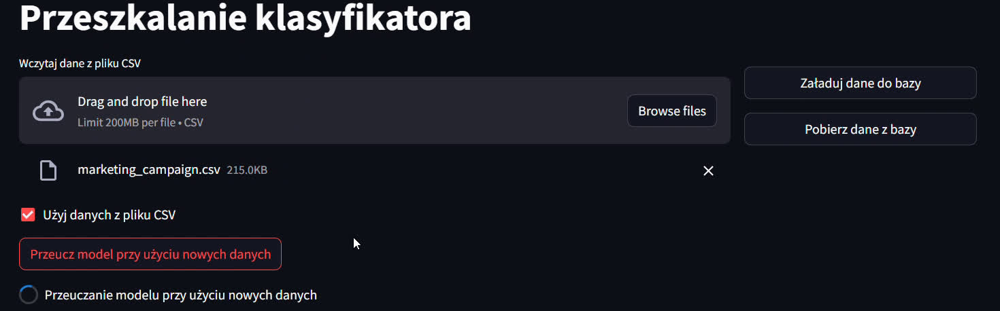 Przeszkalanie klasyfikatora
Wczytaj dane z pliku CSV
Drag and drop file here
Limit 200MB per file • CSV
Browse files
Załaduj dane do bazy
Pobierz dane z bazy
marketing_campaign.csv 215.0KB
Użyj danych z pliku CSV
Przeucz model przy użyciu nowych danych
Przeuczanie modelu przy użyciu nowych danych